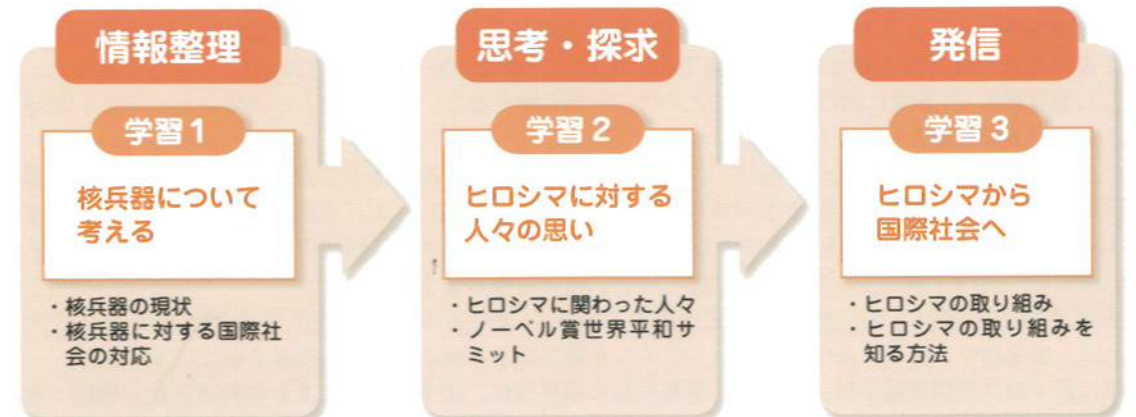 情報整理
学習1
核兵器について
考える
・核兵器の現状
・核兵器に対する国際社
会の対応
思考・探求
学習2
ヒロシマに対する
人々の思い
・ヒロシマに関わった人々
・ノーベル賞世界平和サ
ミット
発信
学習3
ヒロシマから
国際社会へ
・ヒロシマの取り組み
・ヒロシマの取り組みを
知る方法